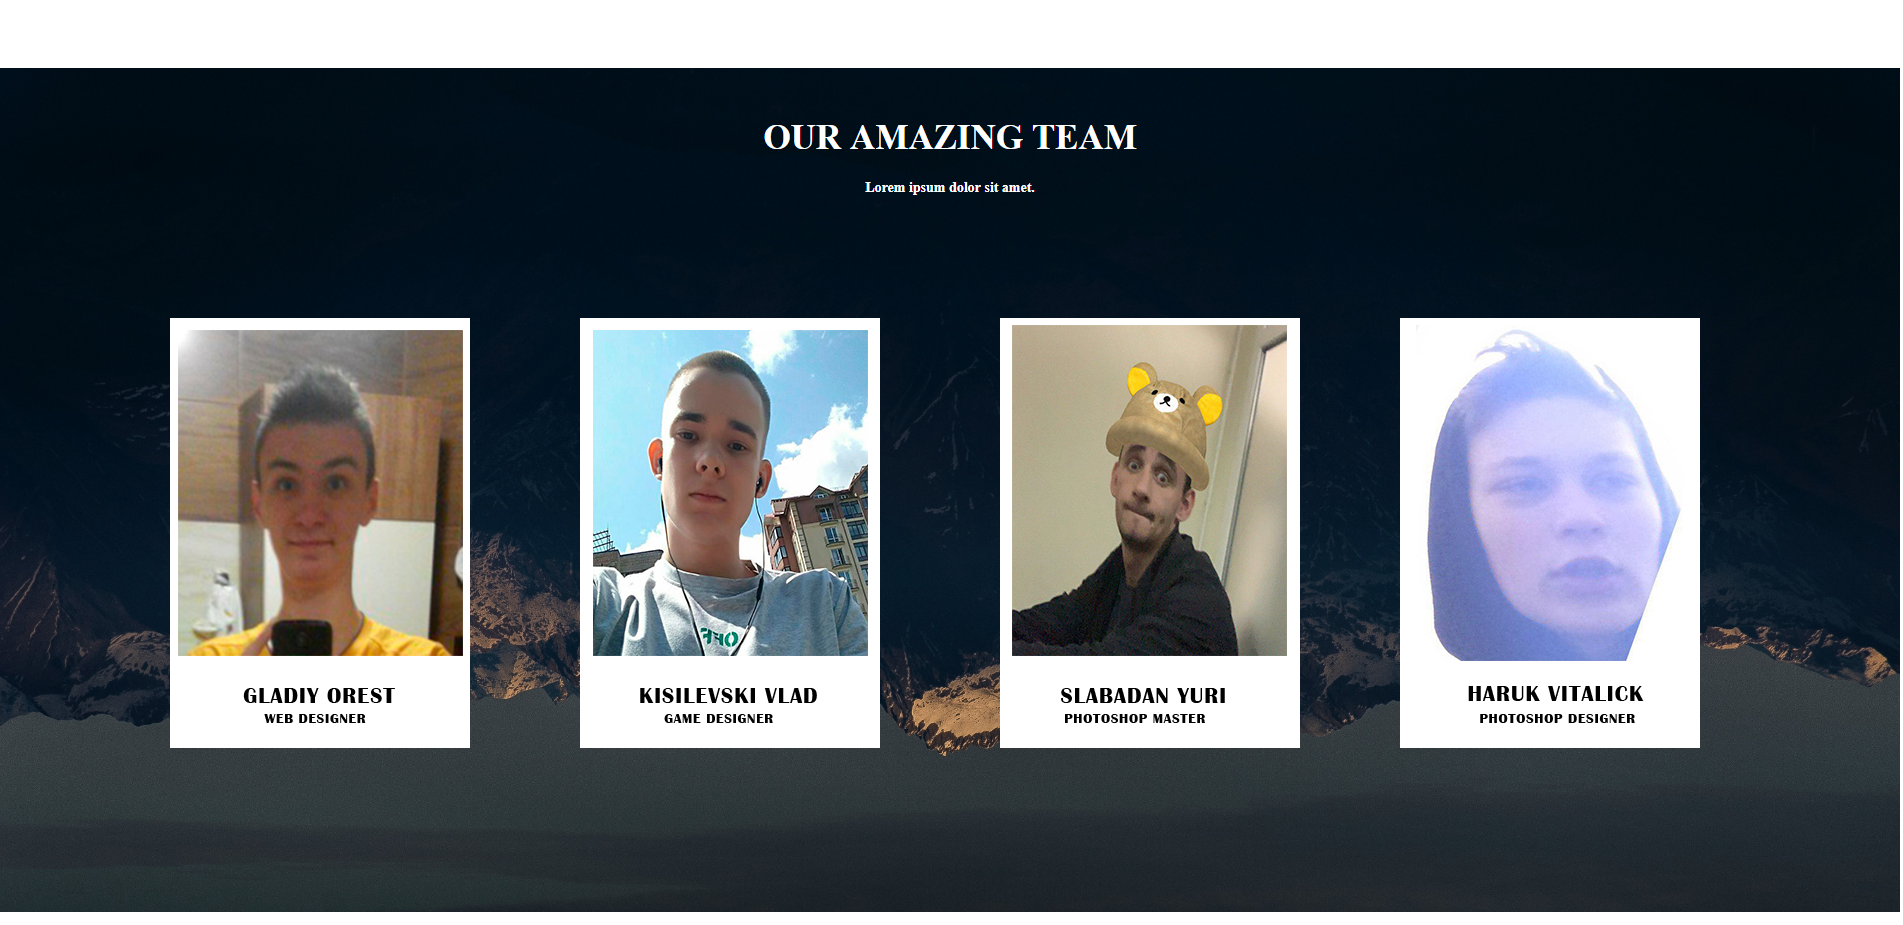 OUR AMAZING TEAM
Lorem ipsum dolor sit amet.
GLADIY OREST
WEB DESIGNER
KISILEVSKI VLAD
GAME DESIGNER
SLABADAN YURI
PHOTOSHOP MASTER
HARUK VITALICK
PHOTOSHOP DESIGNER